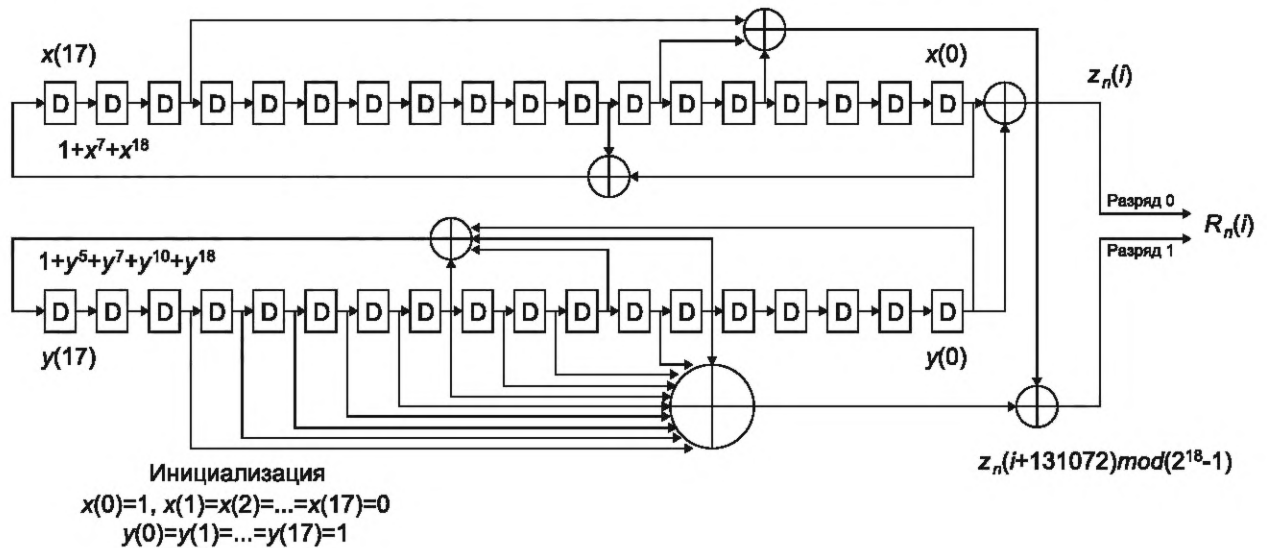 x(17)
x(0)
z_n(i)
D D D D D D D D D D D D D D D D D D
1+x^7+x^18
Разряд 0
R_n(i)
Разряд 1
1+y^5+y^7+y^10+y^18
D D D D D D D D D D D D D D D D D D
y(17)
y(0)
z_n(i+131072)mod(2^18-1)
Инициализация
x(0)=1, x(1)=x(2)=...=x(17)=0
y(0)=y(1)=...=y(17)=1